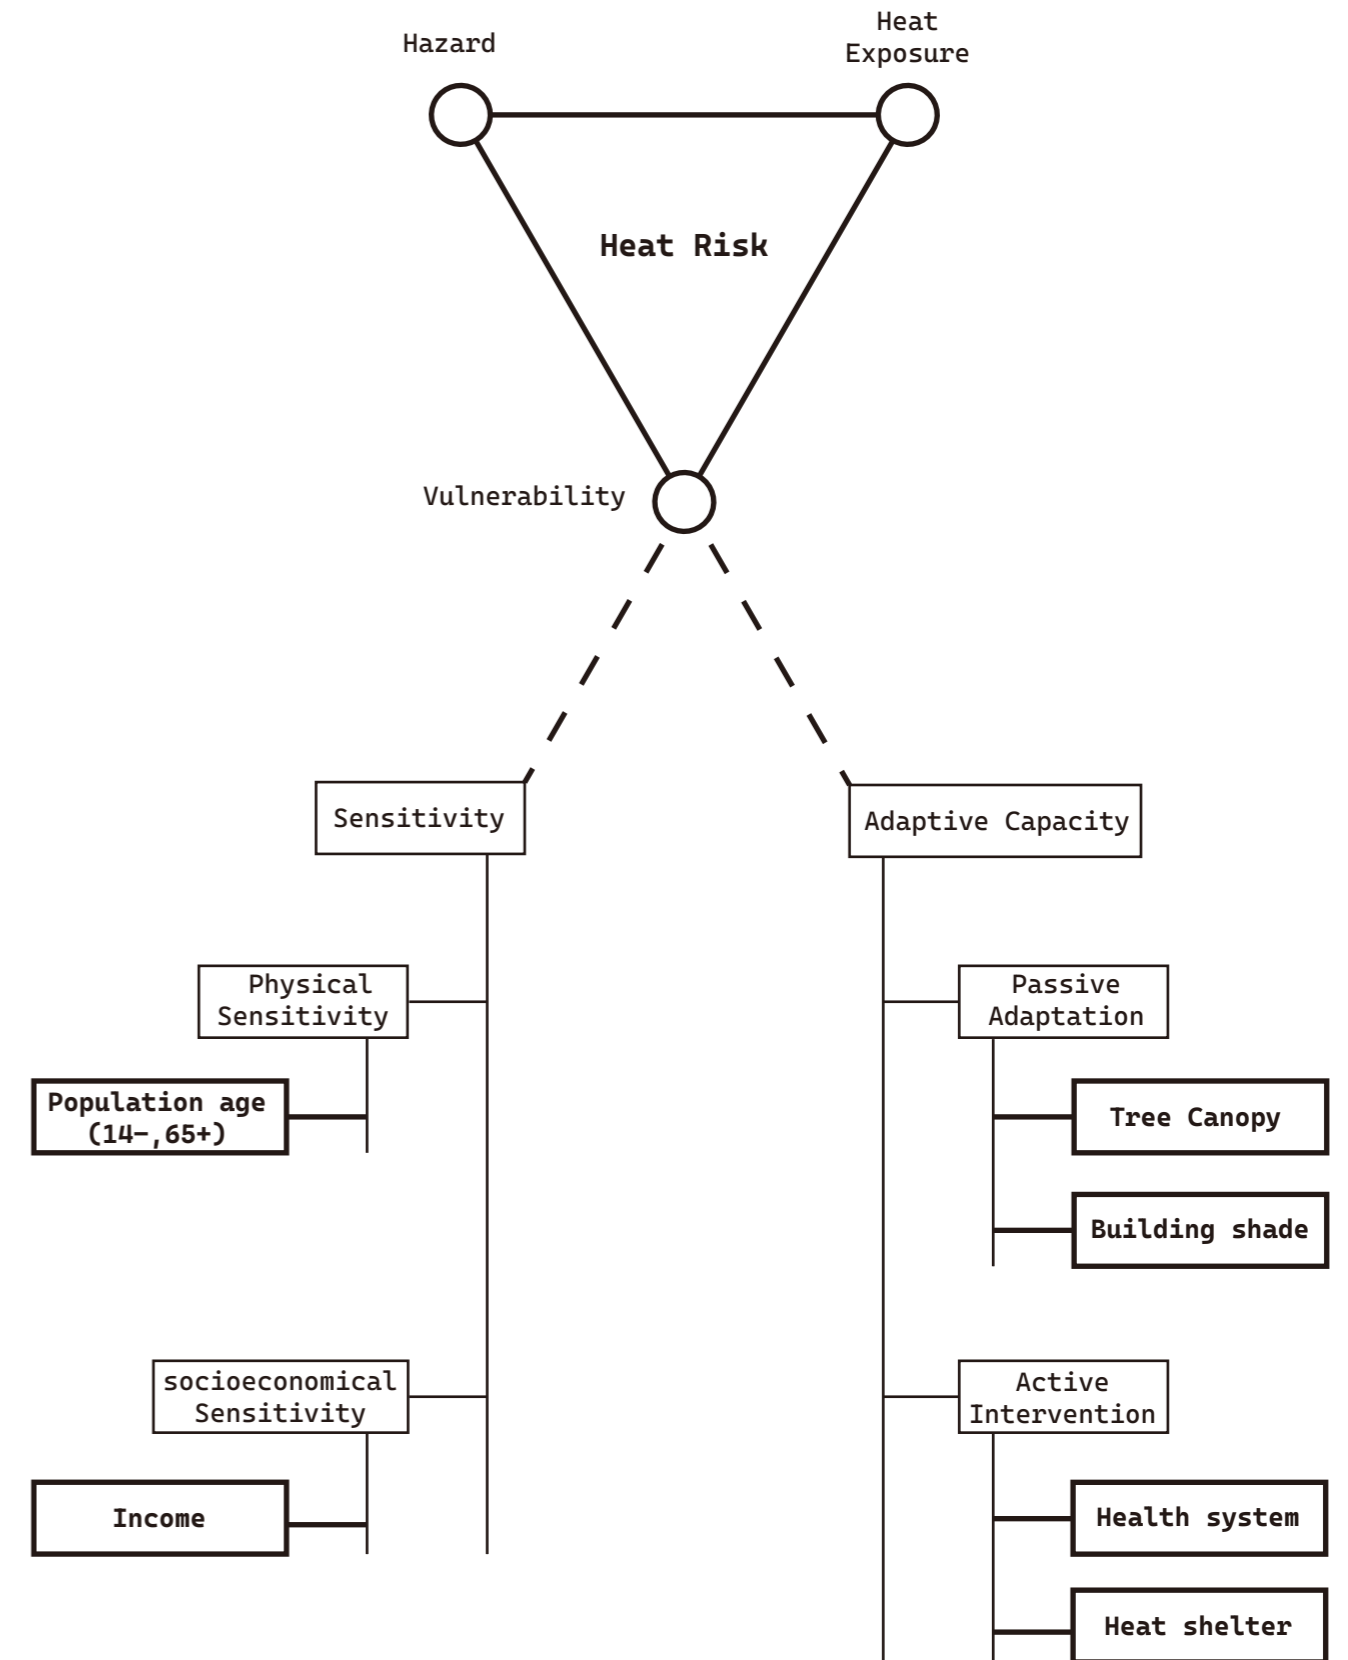 Hazard
Heat
Exposure
Heat Risk
Vulnerability
Sensitivity
Adaptive Capacity
Physical
Sensitivity
Passive
Adaptation
Population age
(14−,65+)
Tree Canopy
Building shade
socioeconomical
Sensitivity
Active
Intervention
Income
Health system
Heat shelter